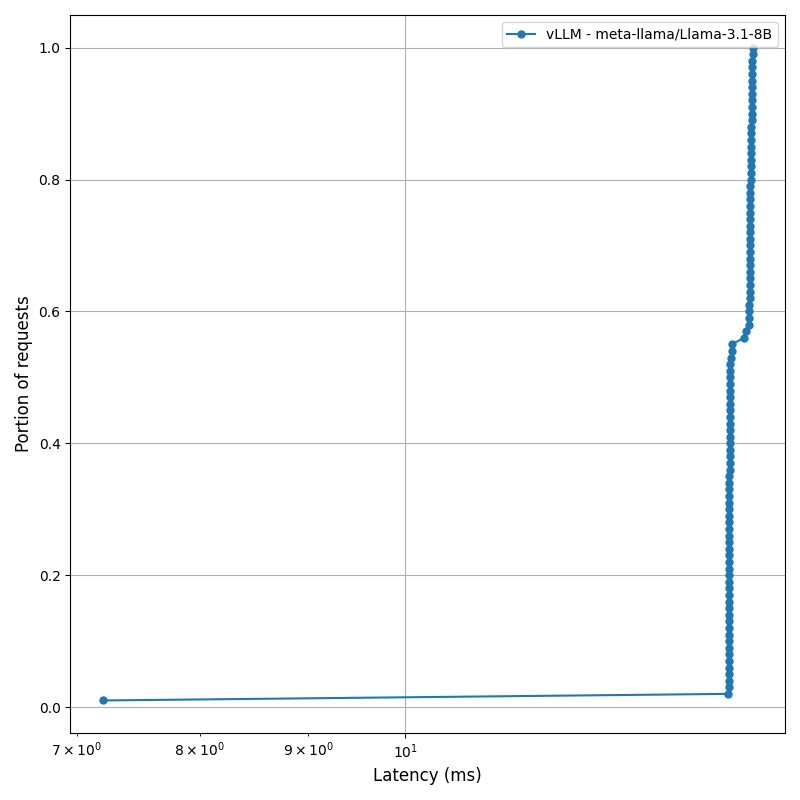 vLLM - meta-llama/Llama-3.1-8B
Portion of requests
1.0
0.8
0.6
0.4
0.2
0.0
7 × 10⁰
8 × 10⁰
9 × 10⁰
10¹
Latency (ms)